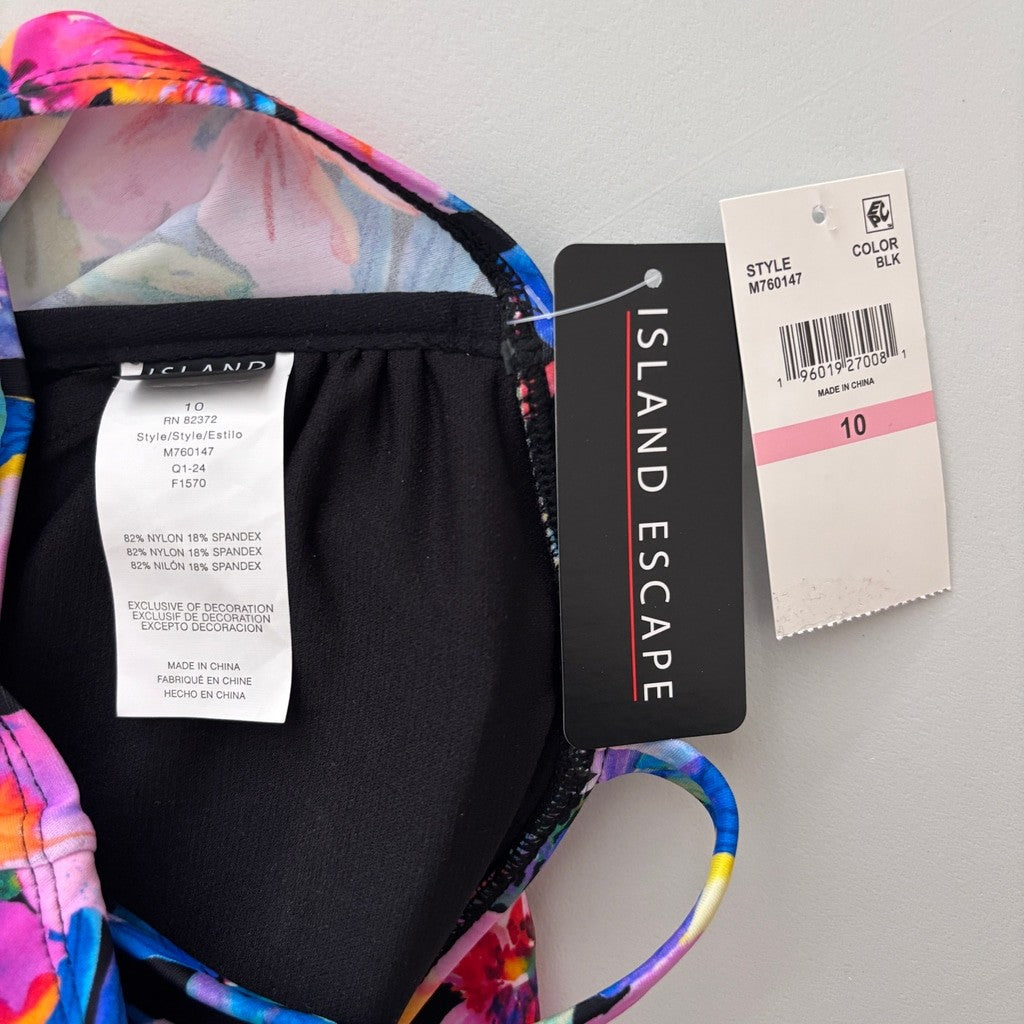 ISLAND
10
RN 82372
Style/Style/Estilo
M760147
Q1-24
F1570
82% NYLON 18% SPANDEX
82% NYLON 18% SPANDEX
82% NILÓN 18% SPANDEX
EXCLUSIVE OF DECORATION
EXCLUSIF DE DECORATION
EXCEPTO DECORACION
MADE IN CHINA
FABRIQUÉ EN CHINE
HECHO EN CHINA
ISLAND ESCAPE
STYLE
M760147
COLOR
BLK
1 96019 27008 1
MADE IN CHINA
10